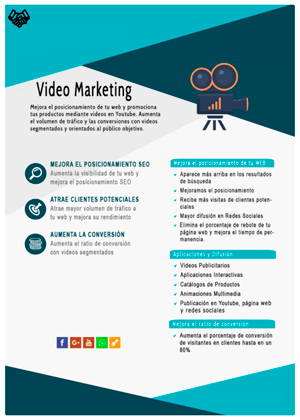 Video Marketing
Mejora el posicionamiento de tu web y promociona
tus productos mediante videos en Youtube. Aumenta
el volumen de tráfico y las conversiones con videos
segmentados y orientados al público objetivo.
MEJORA EL POSICIONAMIENTO SEO
Aumenta la visibilidad de tu web y
mejora el posicionamiento SEO
ATRAE CLIENTES POTENCIALES
Atrae mayor volumen de tráfico a
tu web y mejora su rendimiento
AUMENTA LA CONVERSIÓN
Aumenta el ratio de conversión
con videos segmentados
Mejora el posicionamiento de tu WEB
Aparece más arriba en los resultados
de búsqueda
Mejoramos el posicionamiento
Recibe más visitas de clientes poten-
ciales
Mayor difusión en Redes Sociales
Elimina el porcentaje de rebote de tu
página web y mejora el tiempo de per-
manencia.
Aplicaciones y Difusión
Videos Publicitarios
Aplicaciones Interactivas
Catálogos de Productos
Animaciones Multimedia
Publicación en Youtube, página web
y redes sociales
Mejora el ratio de conversión
Aumenta el porcentaje de conversión
de visitantes en clientes hasta en un
80%